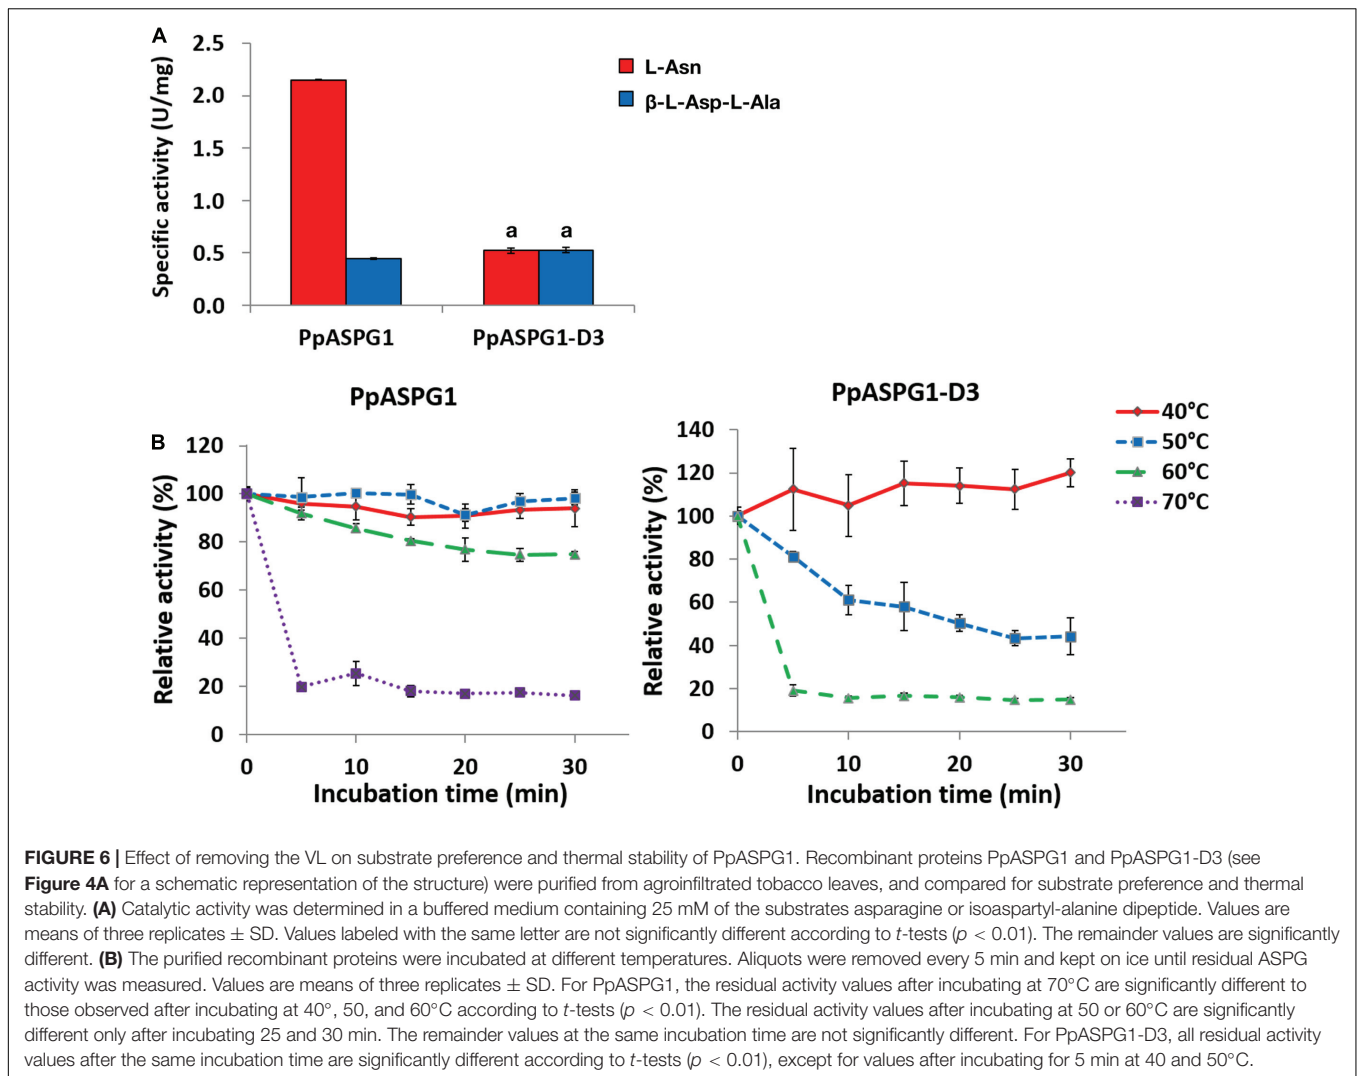 A
Specific activity (U/mg)
2.5
2.0
1.5
1.0
0.5
0.0
L-Asn
β-L-Asp-L-Ala
a
a
PpASPG1
PpASPG1-D3
PpASPG1
B
Relative activity (%)
120
100
80
60
40
20
0
0
10
20
30
Incubation time (min)
PpASPG1-D3
Relative activity (%)
140
120
100
80
60
40
20
0
0
10
20
30
Incubation time (min)
40°C
50°C
60°C
70°C
FIGURE 6 | Effect of removing the VL on substrate preference and thermal stability of PpASPG1. Recombinant proteins PpASPG1 and PpASPG1-D3 (see
Figure 4A for a schematic representation of the structure) were purified from agroinfiltrated tobacco leaves, and compared for substrate preference and thermal
stability. (A) Catalytic activity was determined in a buffered medium containing 25 mM of the substrates asparagine or isoaspartyl-alanine dipeptide. Values are
means of three replicates ± SD. Values labeled with the same letter are not significantly different according to t-tests (p < 0.01). The remainder values are significantly
different. (B) The purified recombinant proteins were incubated at different temperatures. Aliquots were removed every 5 min and kept on ice until residual ASPG
activity was measured. Values are means of three replicates ± SD. For PpASPG1, the residual activity values after incubating at 70°C are significantly different to
those observed after incubating at 40°, 50, and 60°C according to t-tests (p < 0.01). The residual activity values after incubating at 50 or 60°C are significantly
different only after incubating 25 and 30 min. The remainder values at the same incubation time are not significantly different. For PpASPG1-D3, all residual activity
values after the same incubation time are significantly different according to t-tests (p < 0.01), except for values after incubating for 5 min at 40 and 50°C.